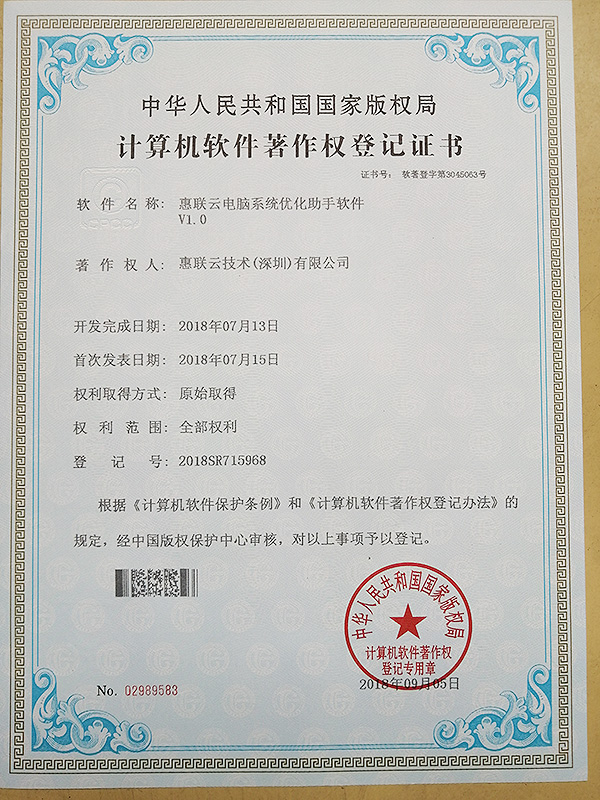 中华人民共和国国家版权局
计算机软件著作权登记证书
证书号: 软著登字第3045063号
软件名称: 惠联云电脑系统优化助手软件
V1.0
著作权人: 惠联云技术(深圳)有限公司
开发完成日期: 2018年07月13日
首次发表日期: 2018年07月15日
权利取得方式: 原始取得
权利范围: 全部权利
登记号: 2018SR715968
根据《计算机软件保护条例》和《计算机软件著作权登记办法》的
规定，经中国版权保护中心审核，对以上事项予以登记。
中华人民共和国国家版权局
计算机软件著作权
登记专用章
No. 02989583
2018年09月05日